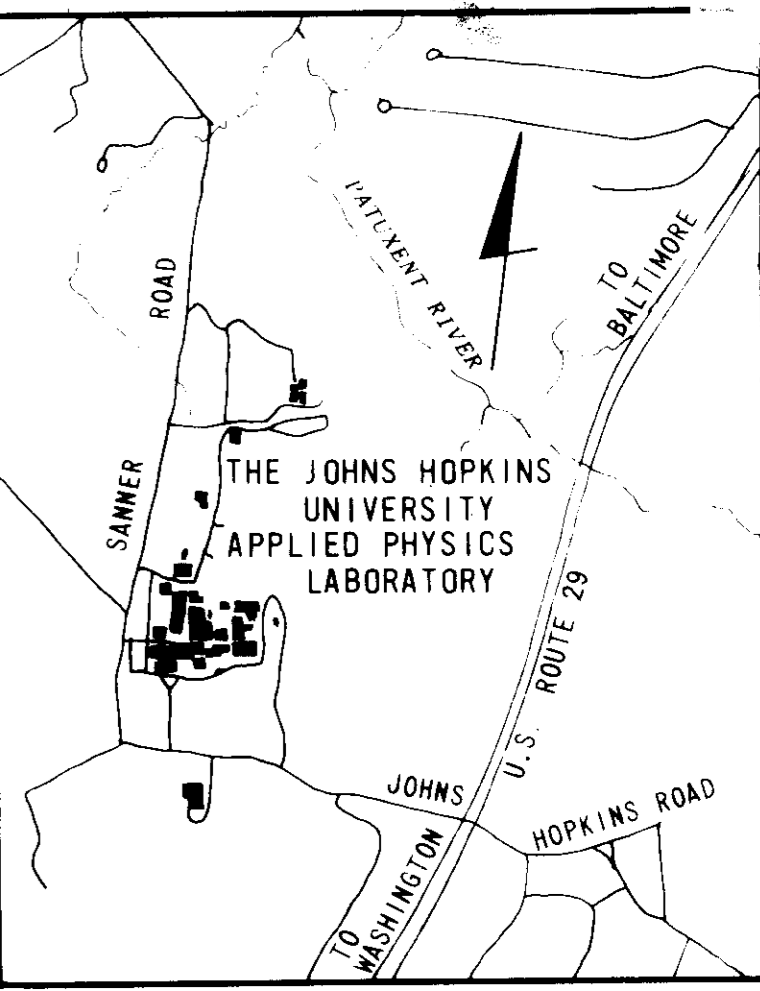 PATUXENT RIVER
TO
BALTIMORE
ROAD
SANNER
THE JOHNS HOPKINS
UNIVERSITY
APPLIED PHYSICS
LABORATORY
U.S. ROUTE 29
JOHNS
HOPKINS ROAD
TO
WASHINGTON